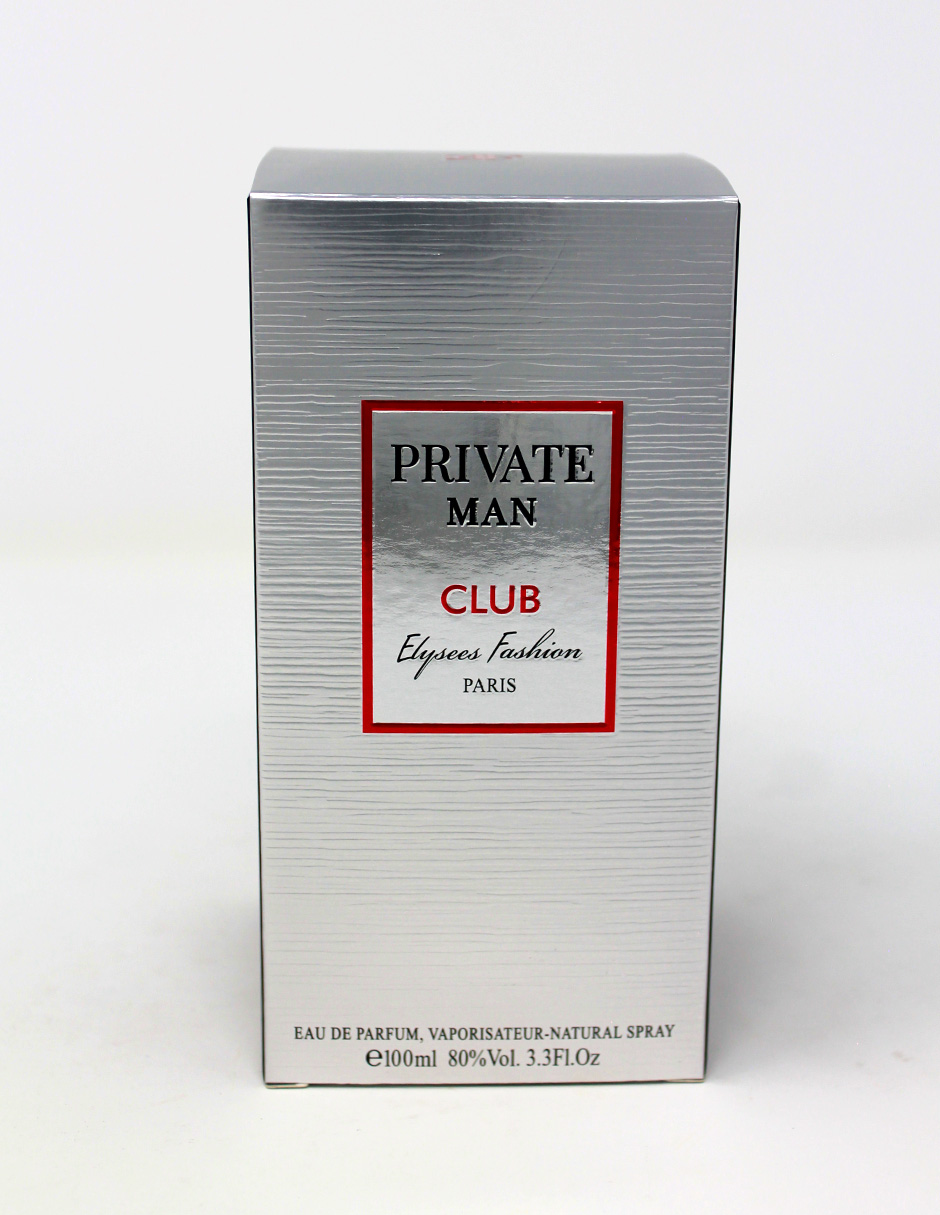 PRIVATE
MAN
CLUB
Elysees Fashion
PARIS
EAU DE PARFUM, VAPORISATEUR-NATURAL SPRAY
℮100ml 80%Vol. 3.3Fl.Oz